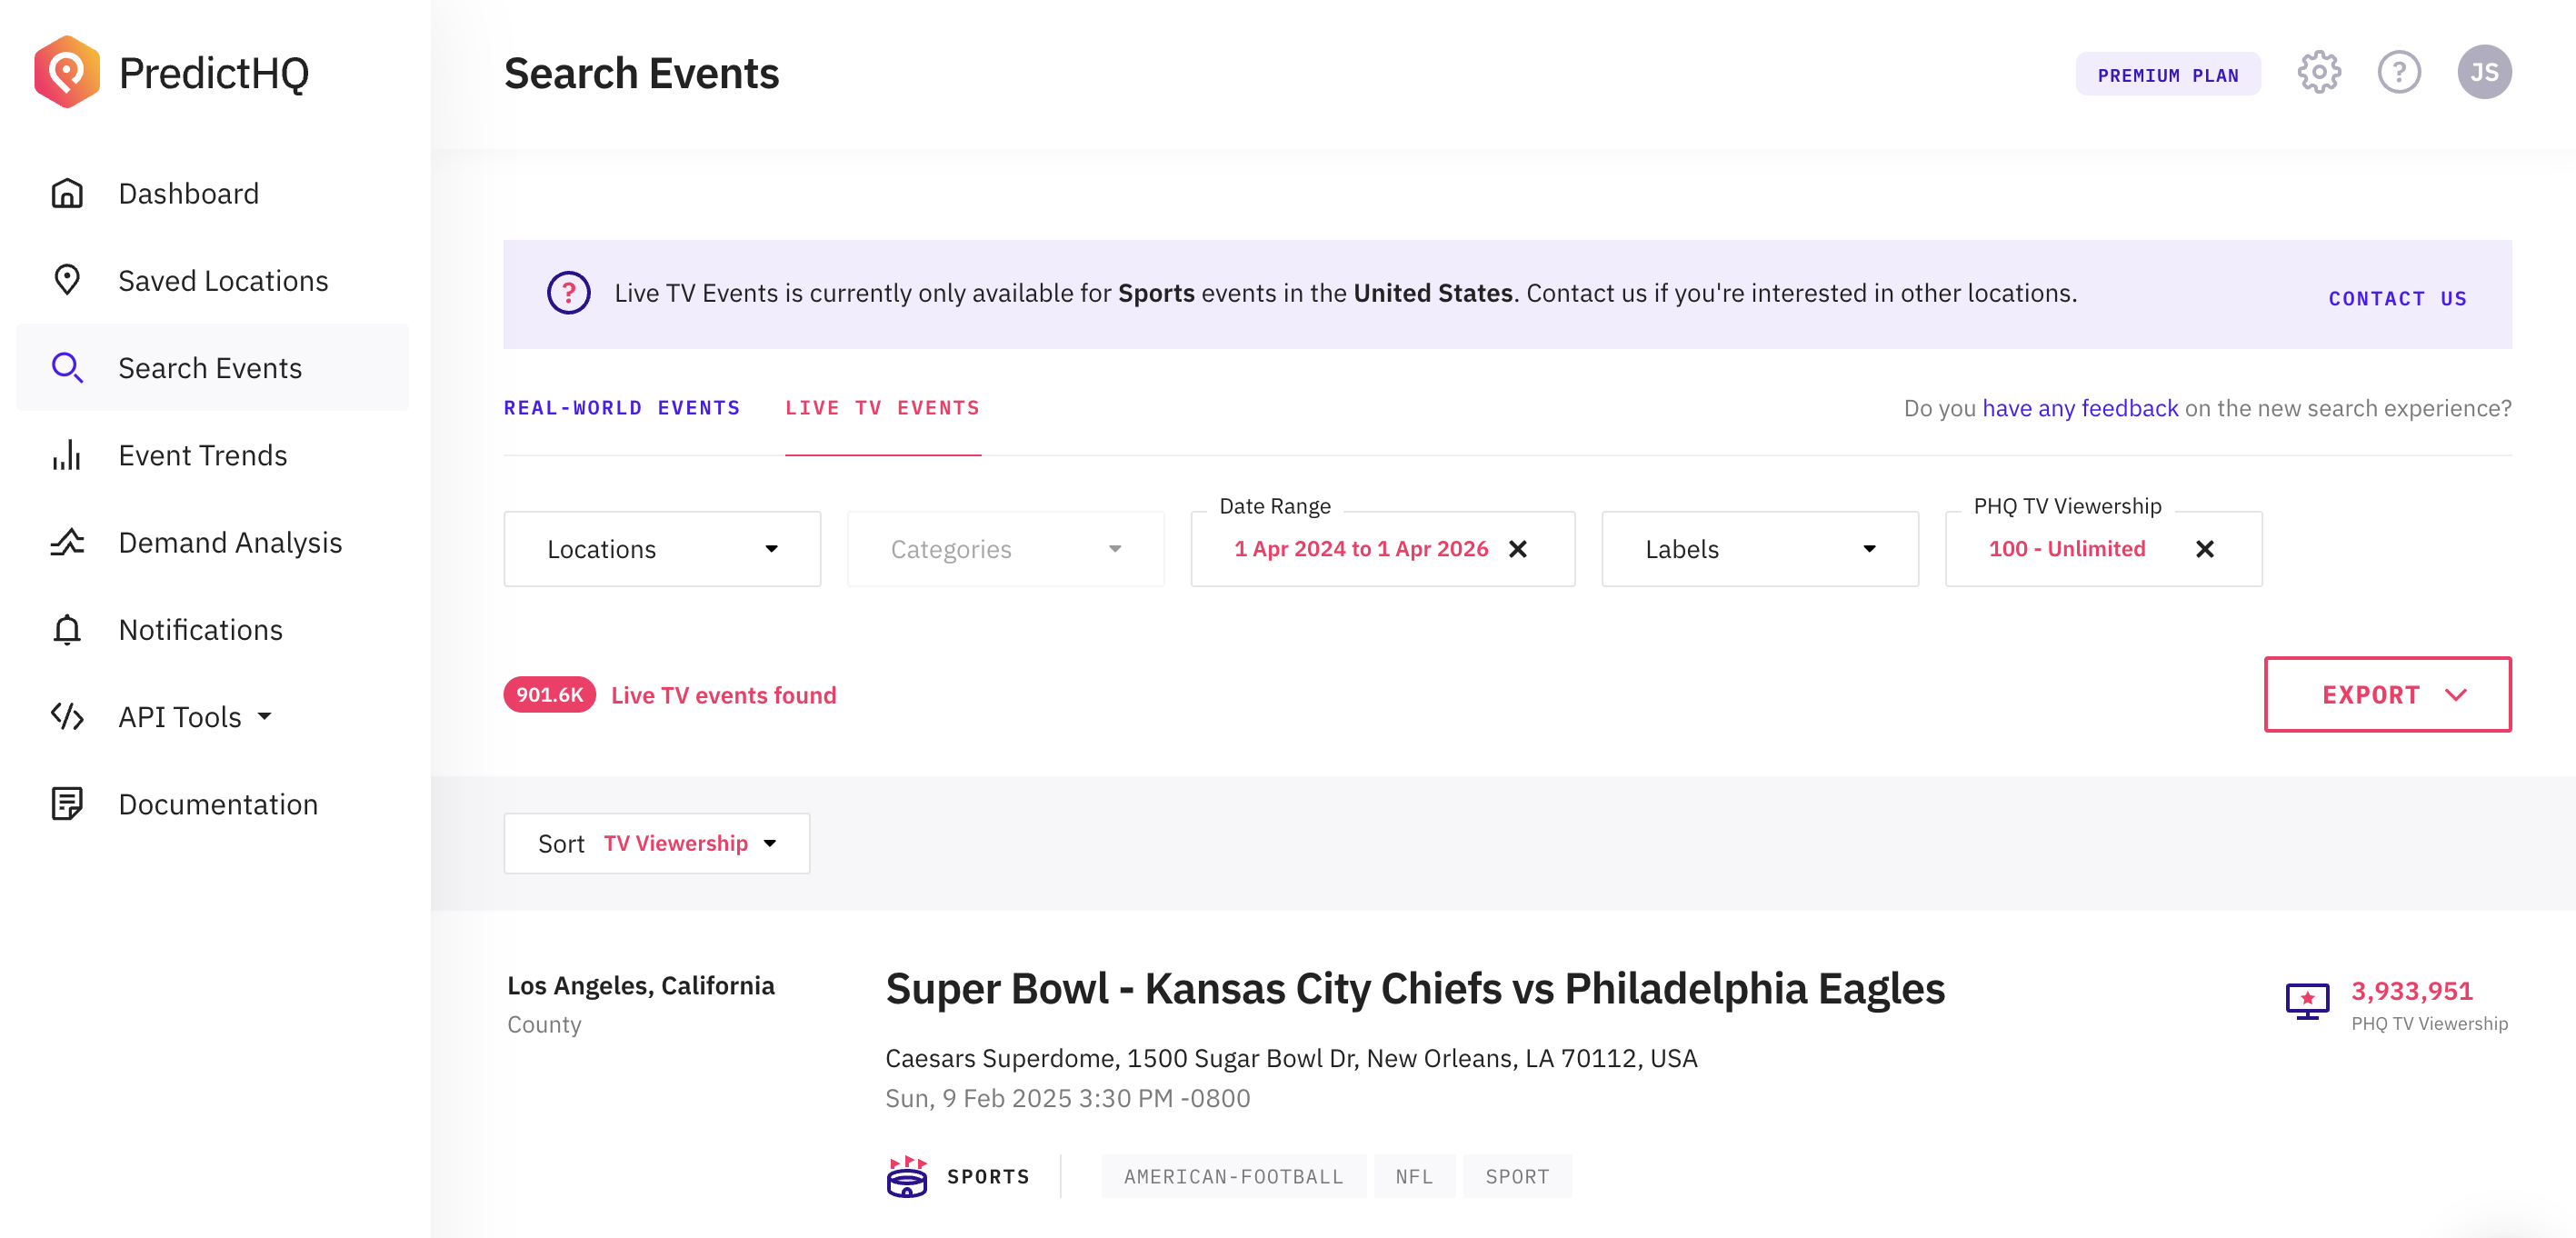 PredictHQ
Dashboard
Saved Locations
Search Events
Event Trends
Demand Analysis
Notifications
API Tools
Documentation
Search Events
PREMIUM PLAN
JS
Live TV Events is currently only available for Sports events in the United States. Contact us if you're interested in other locations.
CONTACT US
REAL-WORLD EVENTS
LIVE TV EVENTS
Do you have any feedback on the new search experience?
Locations
Categories
Date Range
1 Apr 2024 to 1 Apr 2026
Labels
PHQ TV Viewership
100 - Unlimited
901.6K Live TV events found
EXPORT
Sort TV Viewership
Los Angeles, California
County
Super Bowl - Kansas City Chiefs vs Philadelphia Eagles
Caesars Superdome, 1500 Sugar Bowl Dr, New Orleans, LA 70112, USA
Sun, 9 Feb 2025 3:30 PM -0800
SPORTS
AMERICAN-FOOTBALL
NFL
SPORT
3,933,951
PHQ TV Viewership